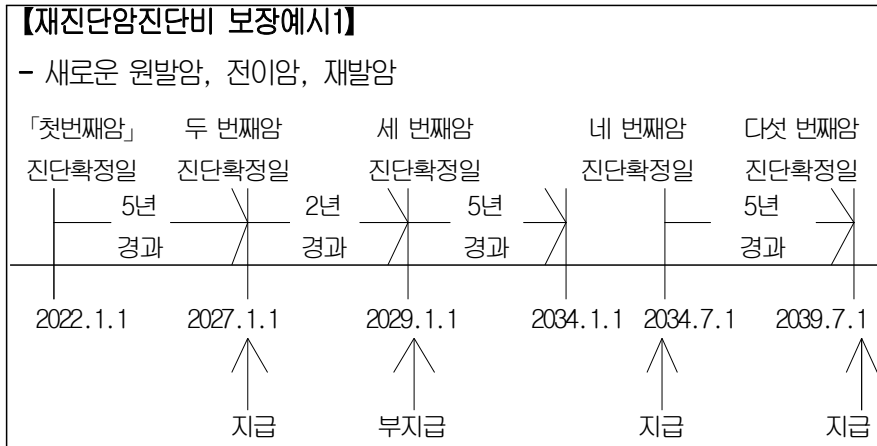 【재진단암진단비 보장예시1】
- 새로운 원발암, 전이암, 재발암
「첫번째암」 두 번째암 세 번째암 네 번째암 다섯 번째암
진단확정일 진단확정일 진단확정일 진단확정일 진단확정일
5년 2년 5년 5년
경과 경과 경과 경과
2022.1.1 2027.1.1 2029.1.1 2034.1.1 2034.7.1 2039.7.1
지급 부지급 지급 지급